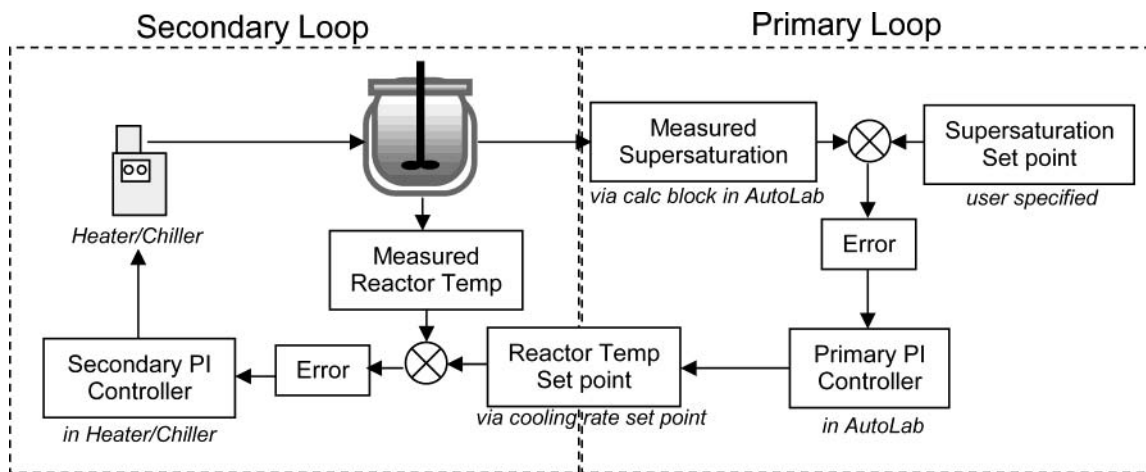 Secondary Loop
Primary Loop
Measured
Supersaturation
via calc block in AutoLab
Supersaturation
Set point
user specified
Heater/Chiller
Measured
Reactor Temp
Error
Secondary PI
Controller
in Heater/Chiller
Error
Reactor Temp
Set point
via cooling rate set point
Primary PI
Controller
in AutoLab